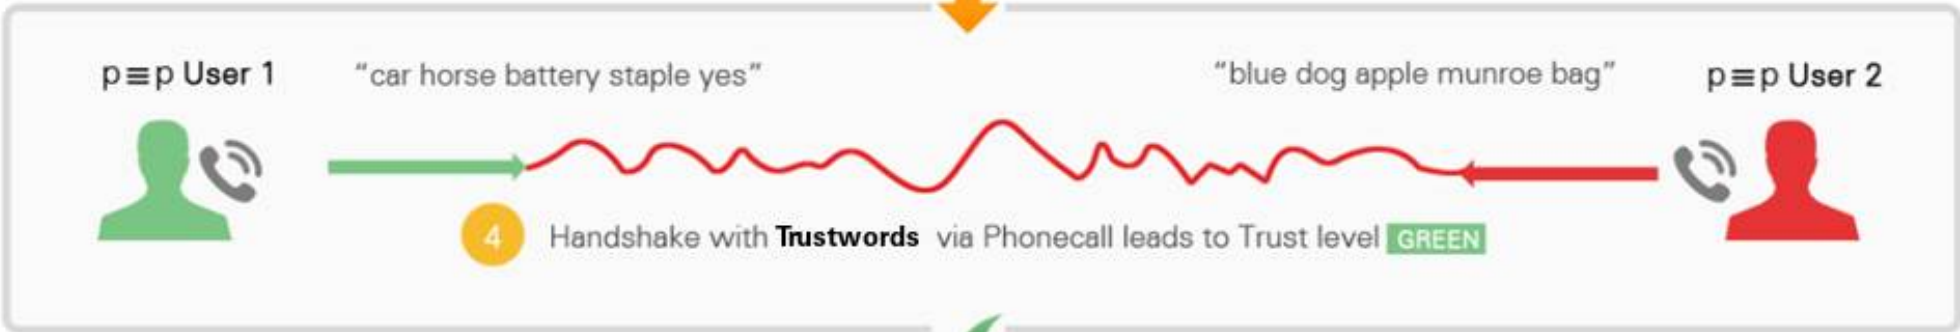 p≡p User 1
"car horse battery staple yes"
"blue dog apple munroe bag"
p≡p User 2
4
Handshake with Trustwords via Phonecall leads to Trust level GREEN